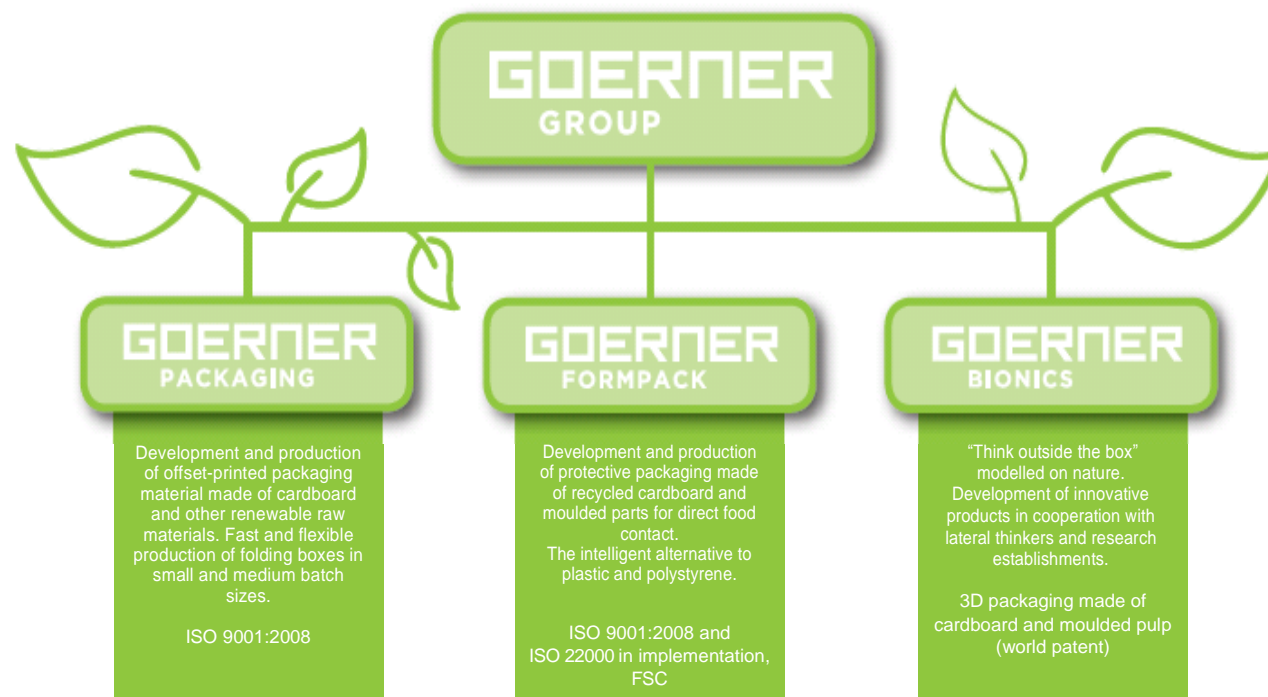 GOERNER
GROUP
GOERNER
PACKAGING
Development and production
of offset-printed packaging
material made of cardboard
and other renewable raw
materials. Fast and flexible
production of folding boxes in
small and medium batch
sizes.
ISO 9001:2008
GOERNER
FORMPACK
Development and production
of protective packaging made
of recycled cardboard and
moulded parts for direct food
contact.
The intelligent alternative to
plastic and polystyrene.
ISO 9001:2008 and
ISO 22000 in implementation,
FSC
GOERNER
BIONICS
“Think outside the box”
modelled on nature.
Development of innovative
products in cooperation with
lateral thinkers and research
establishments.
3D packaging made of
cardboard and moulded pulp
(world patent)